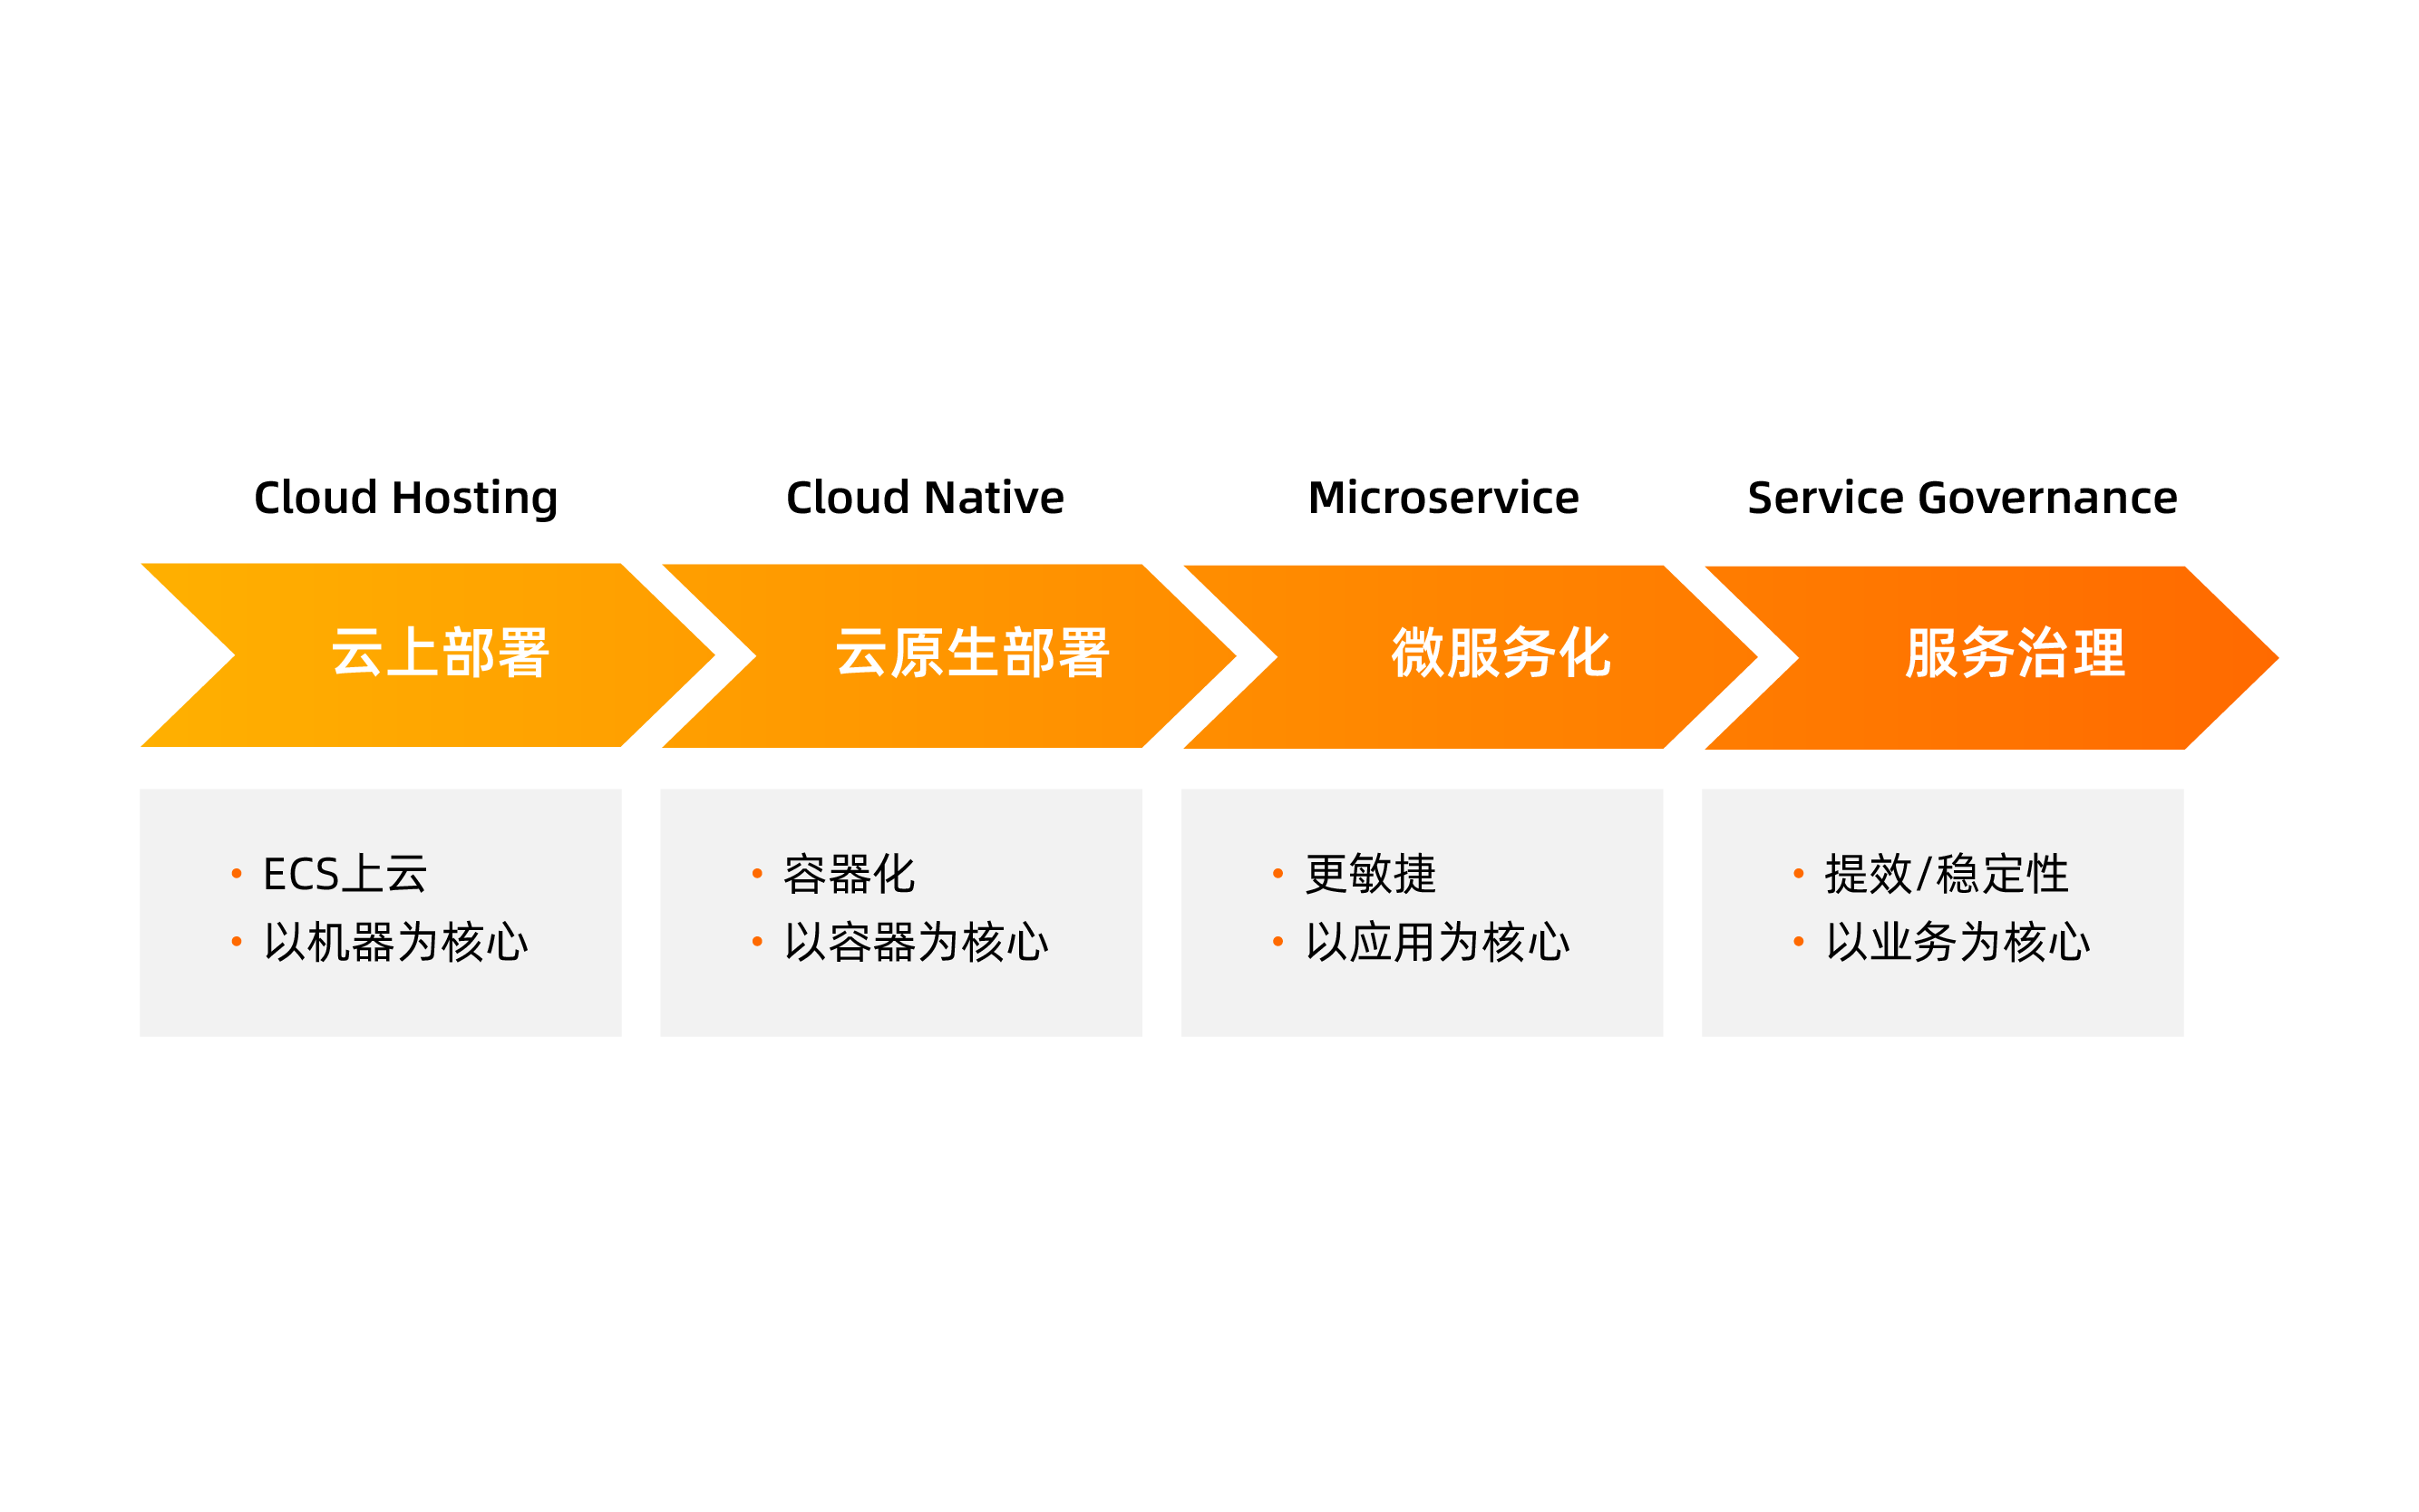 Cloud Hosting
Cloud Native
Microservice
Service Governance
云上部署
云原生部署
微服务化
服务治理
ECS上云
以机器为核心
容器化
以容器为核心
更敏捷
以应用为核心
提效/稳定性
以业务为核心